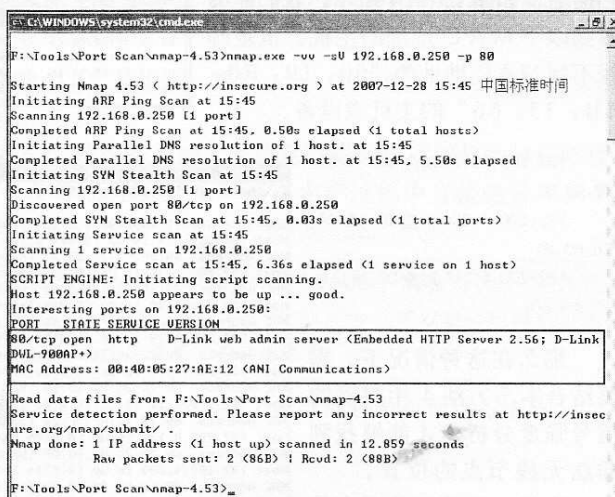 C:\WINDOWS\system32\cmd.exe
F:\Tools\Port Scan\nmap-4.53>nmap.exe -vv -sV 192.168.0.250 -p 80
Starting Nmap 4.53 ( http://insecure.org ) at 2007-12-28 15:45 中国标准时间
Initiating ARP Ping Scan at 15:45
Scanning 192.168.0.250 [1 port]
Completed ARP Ping Scan at 15:45, 0.50s elapsed (1 total hosts)
Initiating Parallel DNS resolution of 1 host. at 15:45
Completed Parallel DNS resolution of 1 host. at 15:45, 5.50s elapsed
Initiating SYN Stealth Scan at 15:45
Scanning 192.168.0.250 [1 port]
Discovered open port 80/tcp on 192.168.0.250
Completed SYN Stealth Scan at 15:45, 0.03s elapsed (1 total ports)
Initiating Service scan at 15:45
Scanning 1 service on 192.168.0.250
Completed Service scan at 15:45, 6.36s elapsed (1 service on 1 host)
SCRIPT ENGINE: Initiating script scanning.
Host 192.168.0.250 appears to be up ... good.
Interesting ports on 192.168.0.250:
PORT STATE SERVICE VERSION
80/tcp open http D-Link web admin server (Embedded HTTP Server 2.56; D-Link
DWL-900AP+)
MAC Address: 00:40:05:27:AE:12 (ANI Communications)
Read data files from: F:\Tools\Port Scan\nmap-4.53
Service detection performed. Please report any incorrect results at http://insec
ure.org/nmap/submit/ .
Nmap done: 1 IP address (1 host up) scanned in 12.859 seconds
Raw packets sent: 2 (86B) | Rcvd: 2 (88B)
F:\Tools\Port Scan\nmap-4.53>